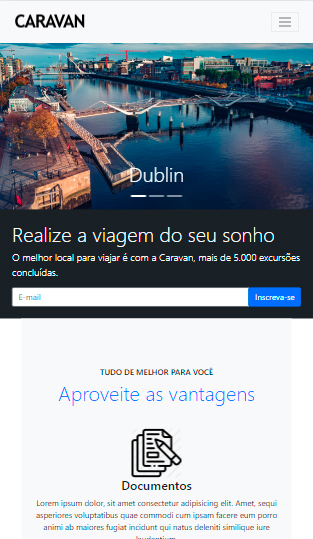 CARAVAN
Dublin
Realize a viagem do seu sonho
O melhor local para viajar é com a Caravan, mais de 5.000 excursões
concluídas.
E-mail
Inscreva-se
TUDO DE MELHOR PARA VOCÊ
Aproveite as vantagens
Documentos
Lorem ipsum dolor, sit amet consectetur adipisicing elit. Amet, sequi
asperiores voluptatibus quae commodi cum ipsam facere eum porro
animi ab maiores fugiat incidunt qui natus deleniti similique iure